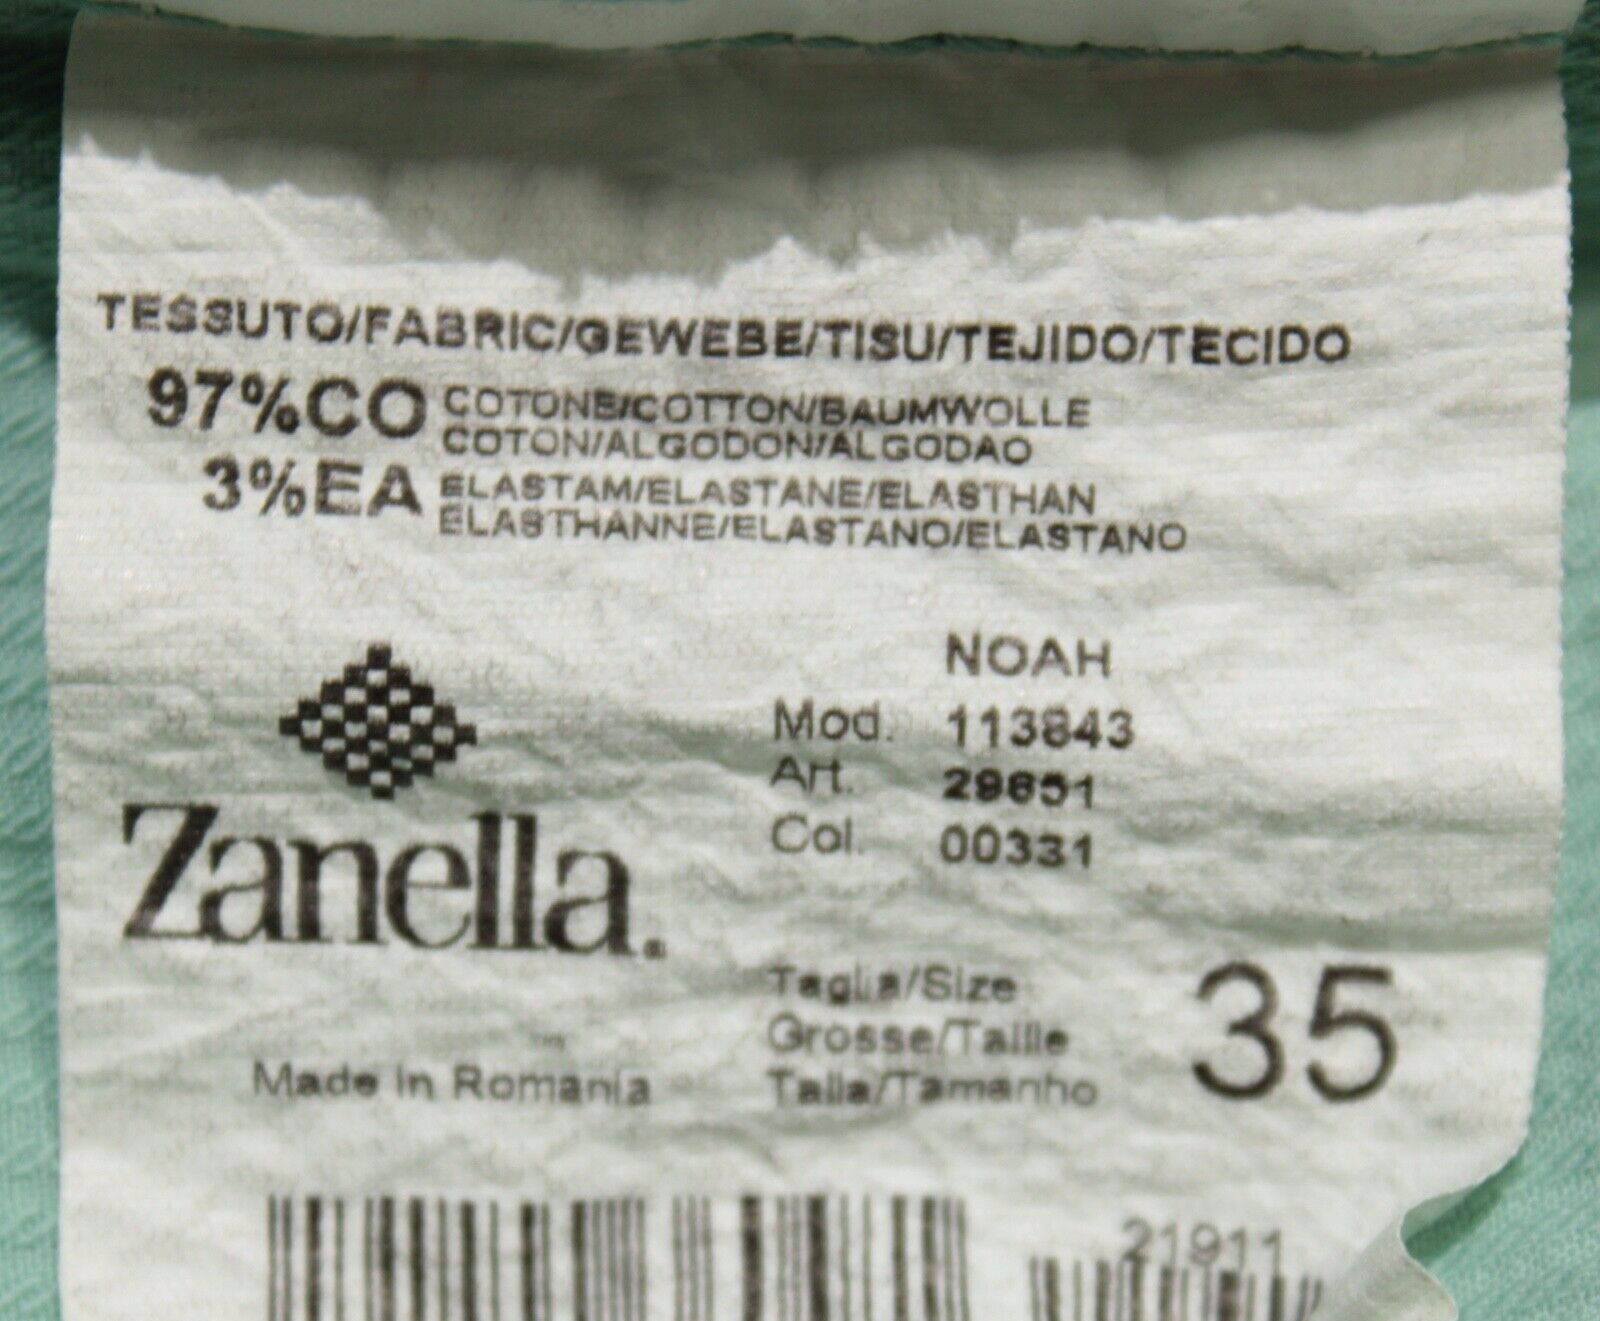 TESSUTO/FABRIC/GEWEBE/TISU/TEJIDO/TECIDO
97%CO COTONE/COTTON/BAUMWOLLE
COTON/ALGODON/ALGODAO
3%EA ELASTAM/ELASTANE/ELASTHAN
ELASTHANNE/ELASTANO/ELASTANO
NOAH
Mod. 113843
Art.
Col. 00331
Zanella.
Taglia/Size
Grosse/Taille
Talla/Tamanho
35
Made in Romania
21911